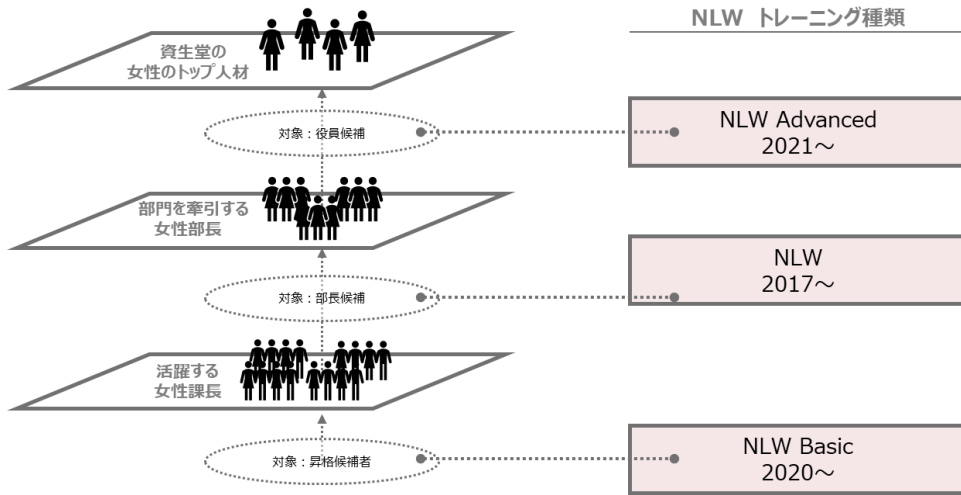 NLW トレーニング種類
資生堂の
女性のトップ人材
対象：役員候補
NLW Advanced
2021～
部門を牽引する
女性部長
対象：部長候補
NLW
2017～
活躍する
女性課長
対象：昇格候補者
NLW Basic
2020～